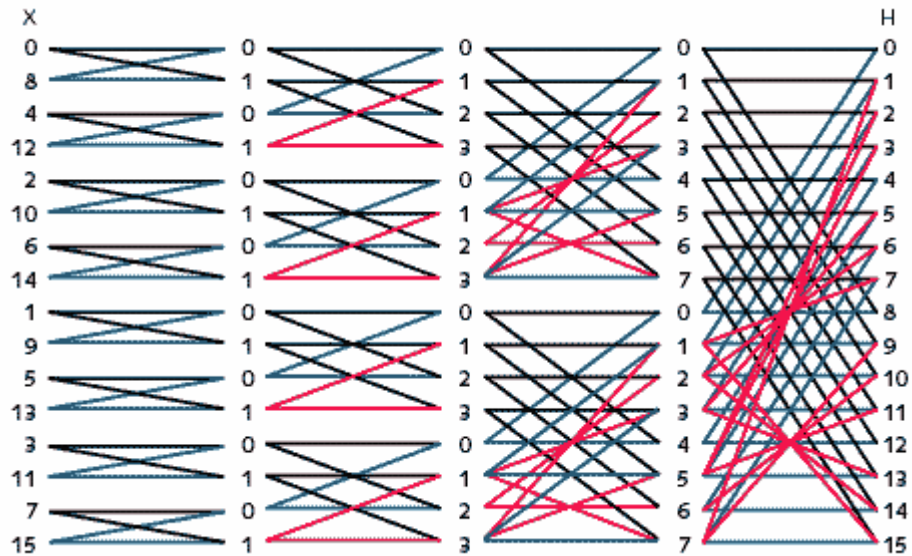 X H
0 0 0 0 0
8 1 1 1 1
4 0 2 2 2
12 1 3 3 3
2 0 0 4 4
10 1 1 5 5
6 0 2 6 6
14 1 3 7 7
1 0 0 0 8
9 1 1 1 9
5 0 2 2 10
13 1 3 3 11
3 0 0 4 12
11 1 1 5 13
7 0 2 6 14
15 1 3 7 15